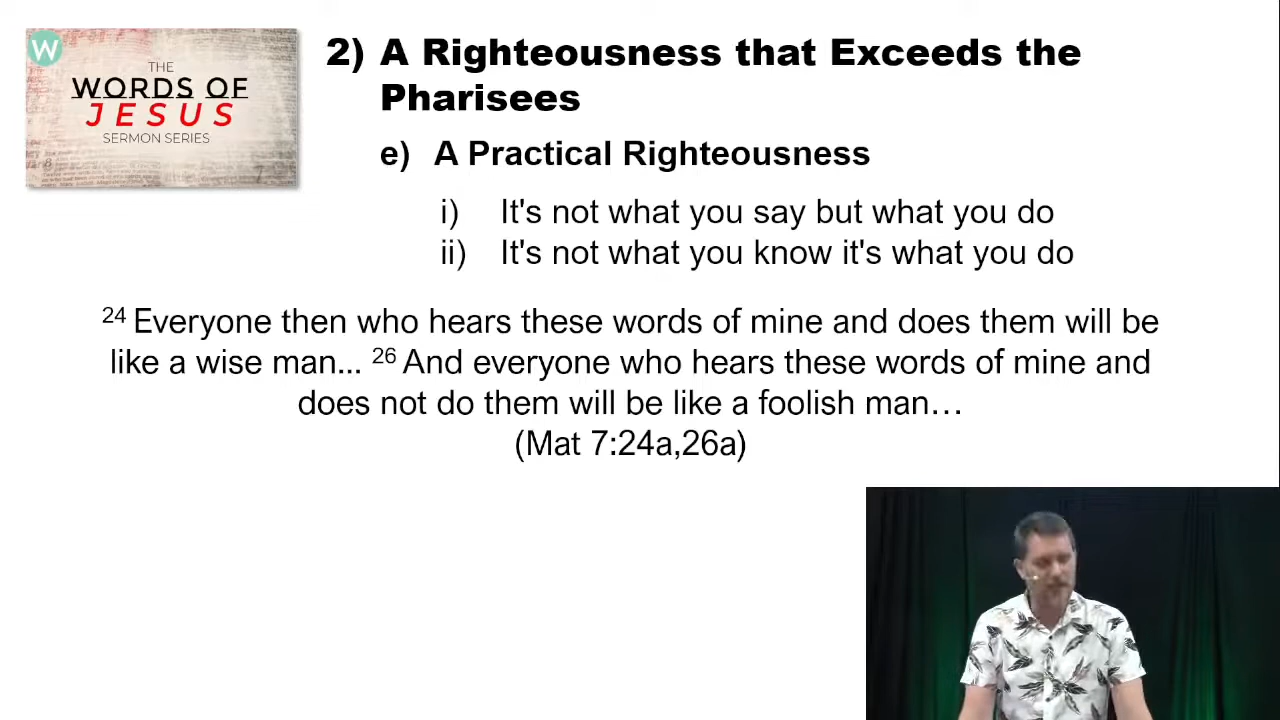 W
THE
WORDS OF
JESUS
SERMON SERIES
2) A Righteousness that Exceeds the
Pharisees
e) A Practical Righteousness
i) It's not what you say but what you do
ii) It's not what you know it's what you do
24 Everyone then who hears these words of mine and does them will be
like a wise man... 26 And everyone who hears these words of mine and
does not do them will be like a foolish man…
(Mat 7:24a,26a)